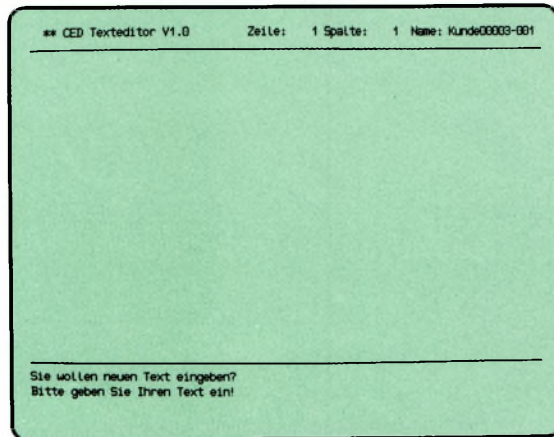 ** CED Texteditor V1.0 Zeile: 1 Spalte: 1 Name: Kunde00003-001
Sie wollen neuen Text eingeben?
Bitte geben Sie Ihren Text ein!